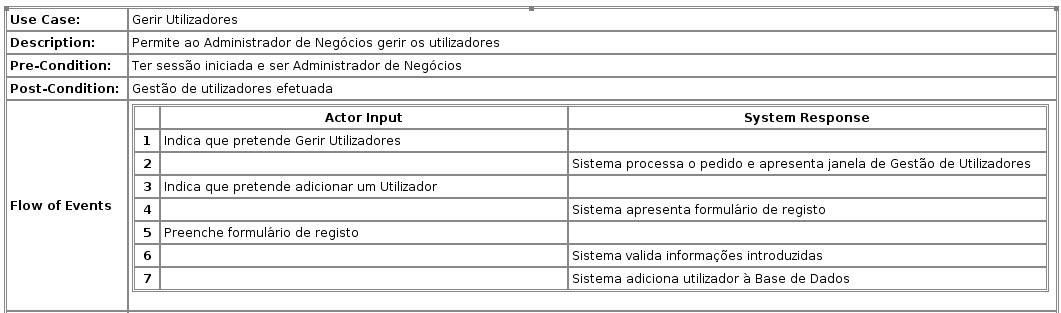 Use Case: Gerir Utilizadores
Description: Permite ao Administrador de Negócios gerir os utilizadores
Pre-Condition: Ter sessão iniciada e ser Administrador de Negócios
Post-Condition: Gestão de utilizadores efetuada
Flow of Events
Actor Input System Response
1 Indica que pretende Gerir Utilizadores
2 Sistema processa o pedido e apresenta janela de Gestão de Utilizadores
3 Indica que pretende adicionar um Utilizador
4 Sistema apresenta formulário de registo
5 Preenche formulário de registo
6 Sistema valida informações introduzidas
7 Sistema adiciona utilizador à Base de Dados